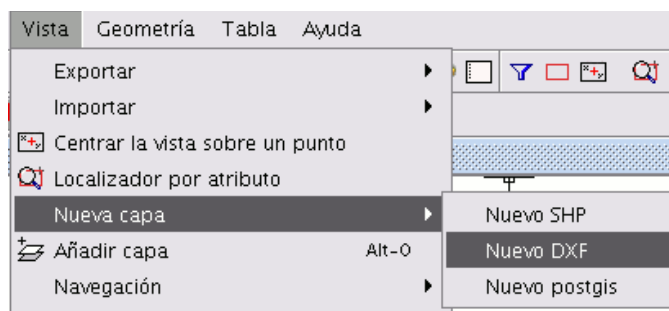 Vista Geometría Tabla Ayuda
Exportar
Importar
Centrar la vista sobre un punto
Localizador por atributo
Nueva capa
Nuevo SHP
Añadir capa Alt-O
Nuevo DXF
Navegación
Nuevo postgis